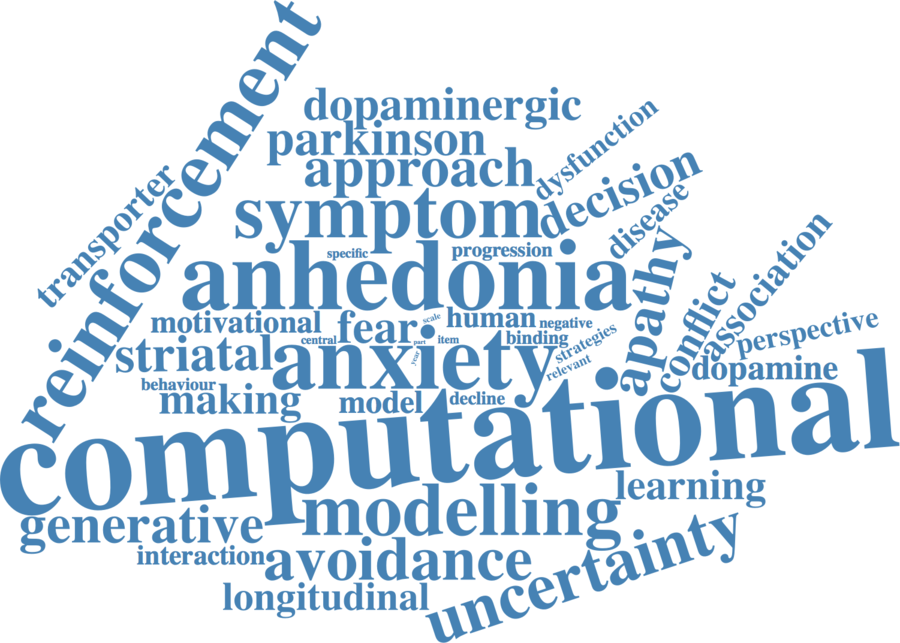 reinforcement
dopaminergic
parkinson
approach
dysfunction
transporter
decision
symptom
disease
specific
progression
anhedonia
apathy
association
conflict
motivational
fear
scale
human
negative
perspective
central
part
item
binding
strategies
striatal
anxiety
year
relevant
dopamine
behaviour
making
model
decline
computational
learning
generative
modelling
interaction
avoidance
uncertainty
longitudinal